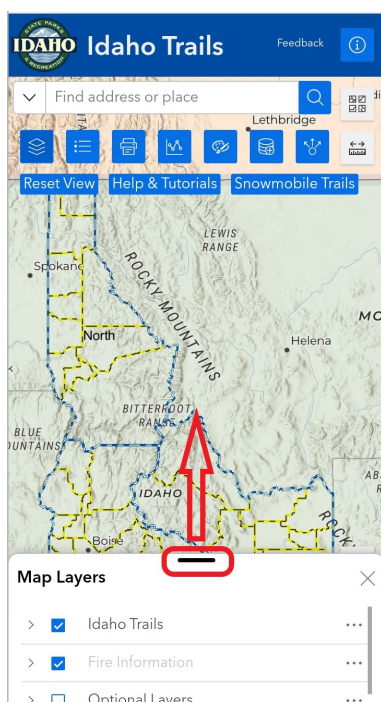 STATE PARKS
IDAHO
& RECREATION
Idaho Trails
Feedback
Find address or place
Lethbridge
Reset View
Help & Tutorials
Snowmobile Trails
LEWIS
RANGE
Spokane
ROCKY MOUNTAINS
North
Helena
BITTERROOT
RANGE
BLUE
IDAHO
Boise
Map Layers
Idaho Trails
Fire Information
Optional Layers